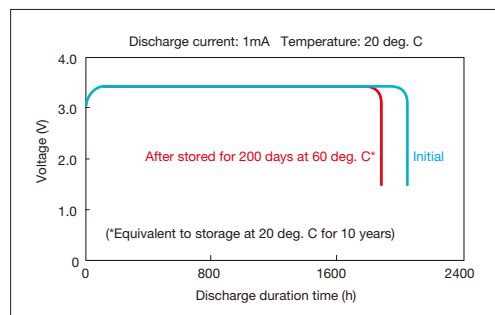 Discharge current: 1mA Temperature: 20 deg. C
4.0
3.0
2.0
1.0
0
Voltage (V)
After stored for 200 days at 60 deg. C*
Initial
(*Equivalent to storage at 20 deg. C for 10 years)
0 800 1600 2400
Discharge duration time (h)